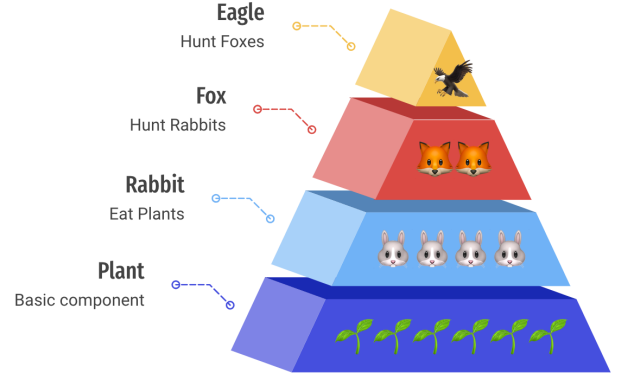 Eagle
Hunt Foxes
Fox
Hunt Rabbits
Rabbit
Eat Plants
Plant
Basic component